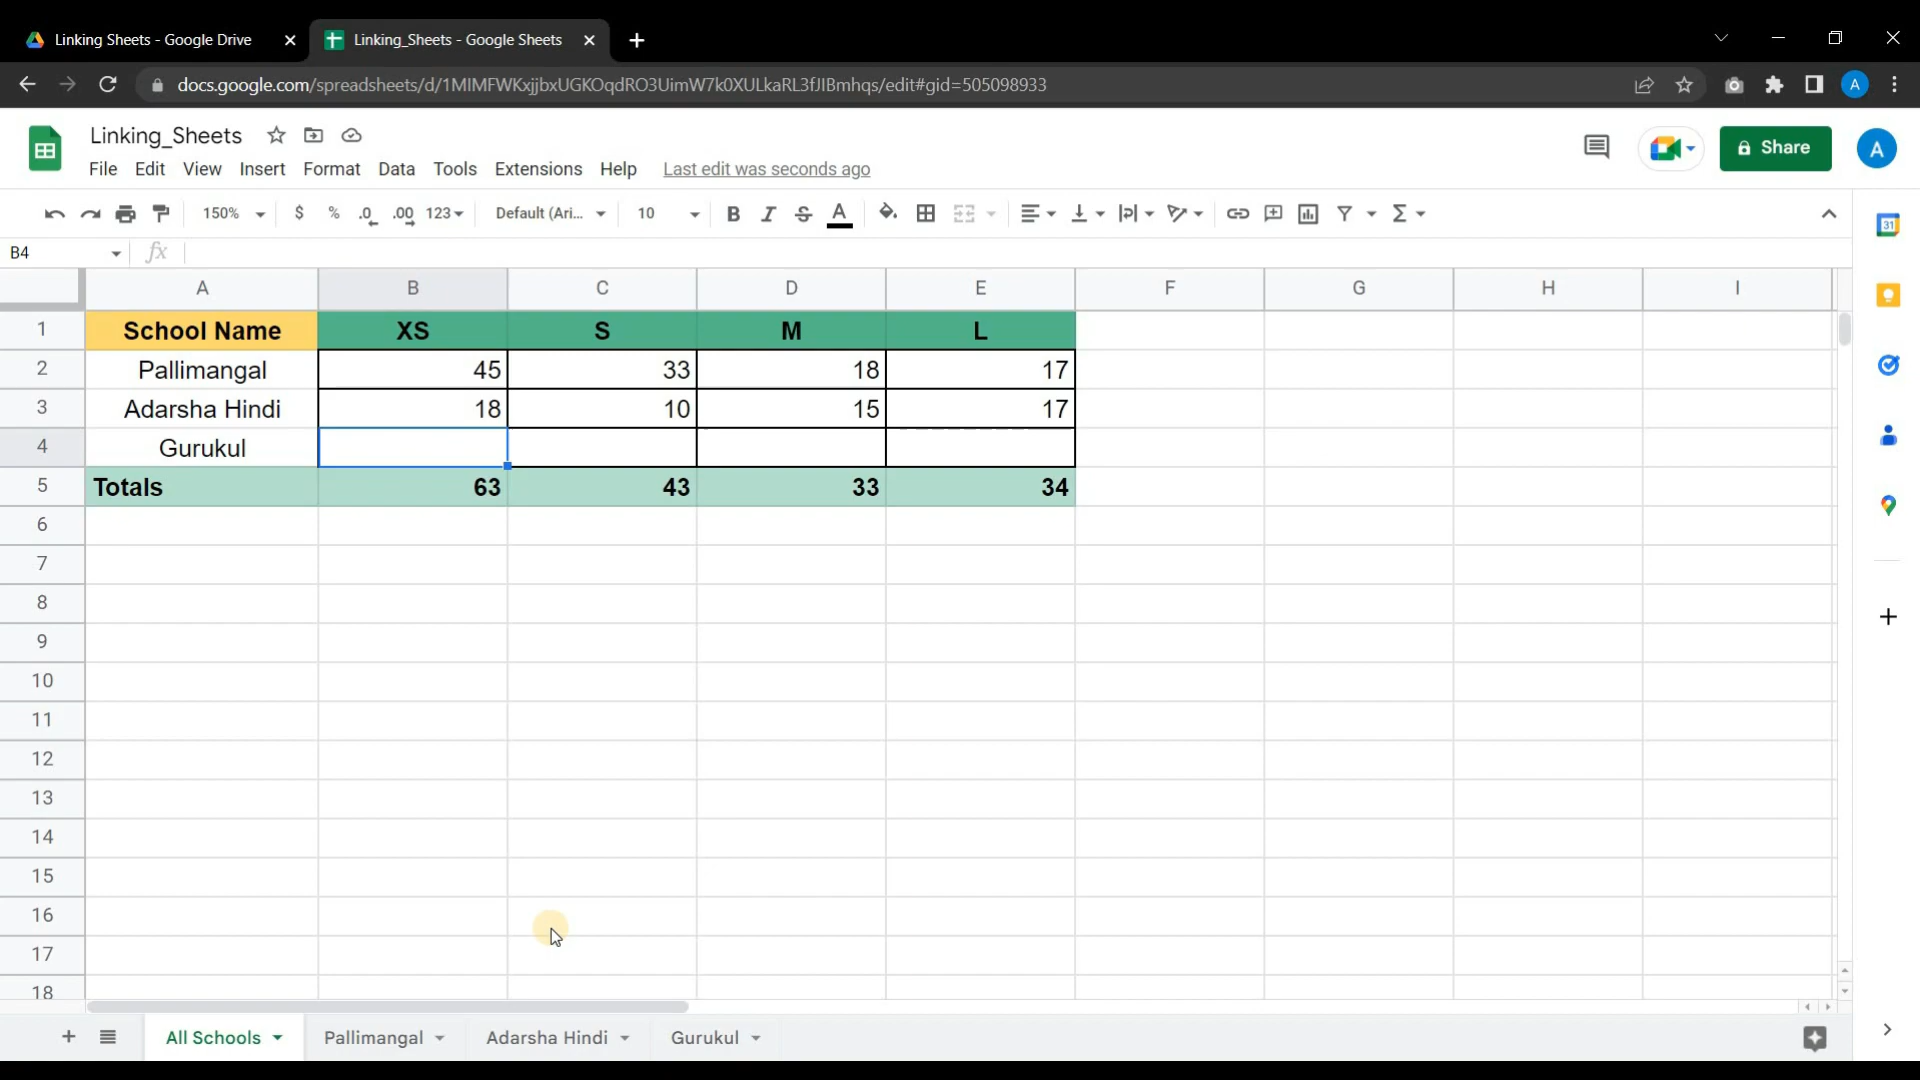 Linking Sheets - Google Drive
Linking_Sheets - Google Sheets
docs.google.com/spreadsheets/d/1MlMFWKxjjbxUGKOqdRO3UimW7k0XULkaRL3fJIBmhqs/edit#gid=505098933
A
Linking_Sheets
File Edit View Insert Format Data Tools Extensions Help Last edit was seconds ago
Share
A
150% $ % .0 .00 123 Default (Ari... 10 B I S A Σ
31
B4 fx
A B C D E F G H I
1 School Name XS S M L
2 Pallimangal 45 33 18 17
3 Adarsha Hindi 18 10 15 17
4 Gurukul
5 Totals 63 43 33 34
6
7
8
9
10
11
12
13
14
15
16
17
18
All Schools Pallimangal Adarsha Hindi Gurukul